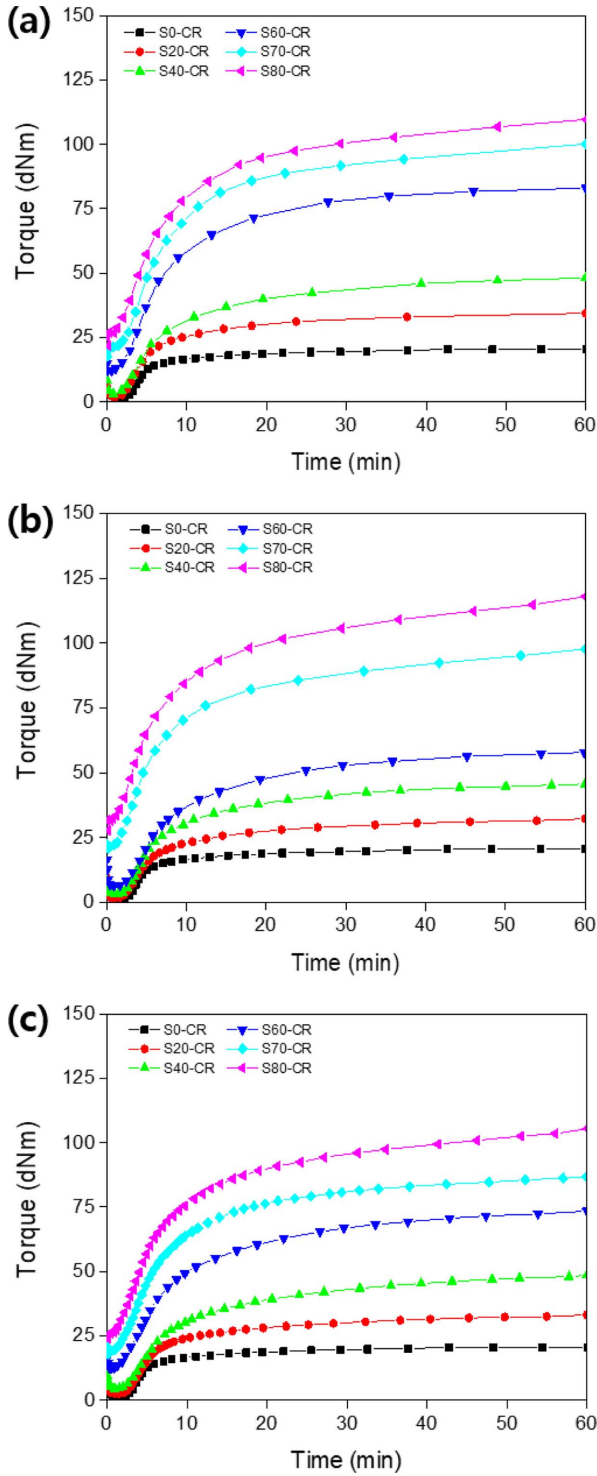 (a)
150
S0-CR S60-CR
S20-CR S70-CR
S40-CR S80-CR
125
100
75
50
25
0
Torque (dNm)
0 10 20 30 40 50 60
Time (min)
(b)
150
S0-CR S60-CR
S20-CR S70-CR
S40-CR S80-CR
125
100
75
50
25
0
Torque (dNm)
0 10 20 30 40 50 60
Time (min)
(c)
150
S0-CR S60-CR
S20-CR S70-CR
S40-CR S80-CR
125
100
75
50
25
0
Torque (dNm)
0 10 20 30 40 50 60
Time (min)